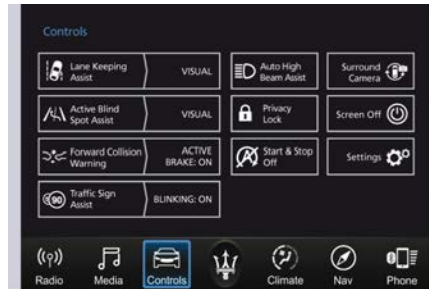 Controls
Lane Keeping
Assist
VISUAL
Auto High
Beam Assist
Surround
Camera
Active Blind
Spot Assist
VISUAL
Privacy
Lock
Screen Off
Forward Collision
Warning
ACTIVE
BRAKE: ON
Start & Stop
Off
Settings
90
Traffic Sign
Assist
BLINKING: ON
Radio
Media
Controls
Climate
Nav
Phone